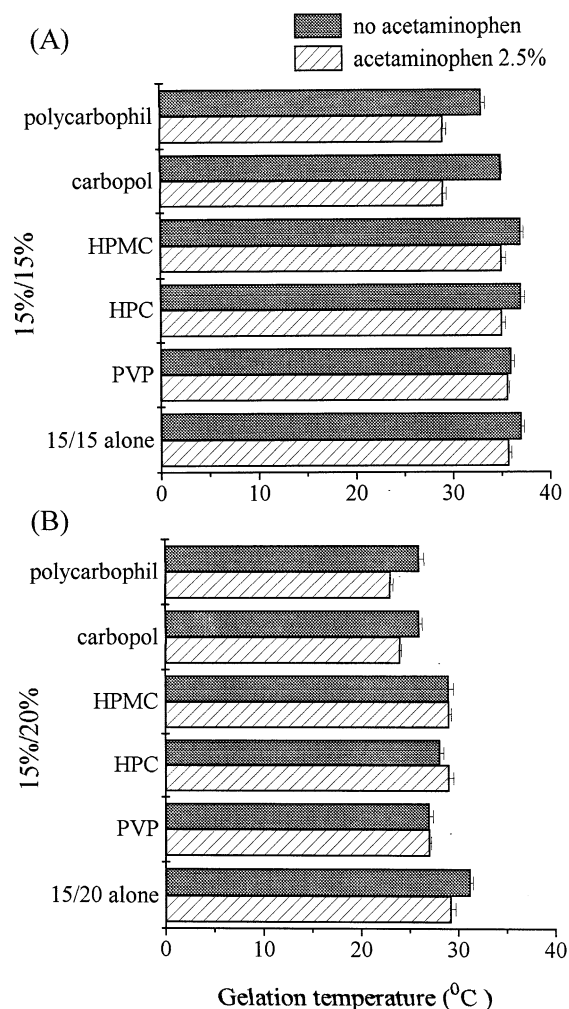 (A)
no acetaminophen
acetaminophen 2.5%
15%/15%
polycarbophil
carbopol
HPMC
HPC
PVP
15/15 alone
0 10 20 30 40
(B)
15%/20%
polycarbophil
carbopol
HPMC
HPC
PVP
15/20 alone
0 10 20 30 40
Gelation temperature (⁰C )